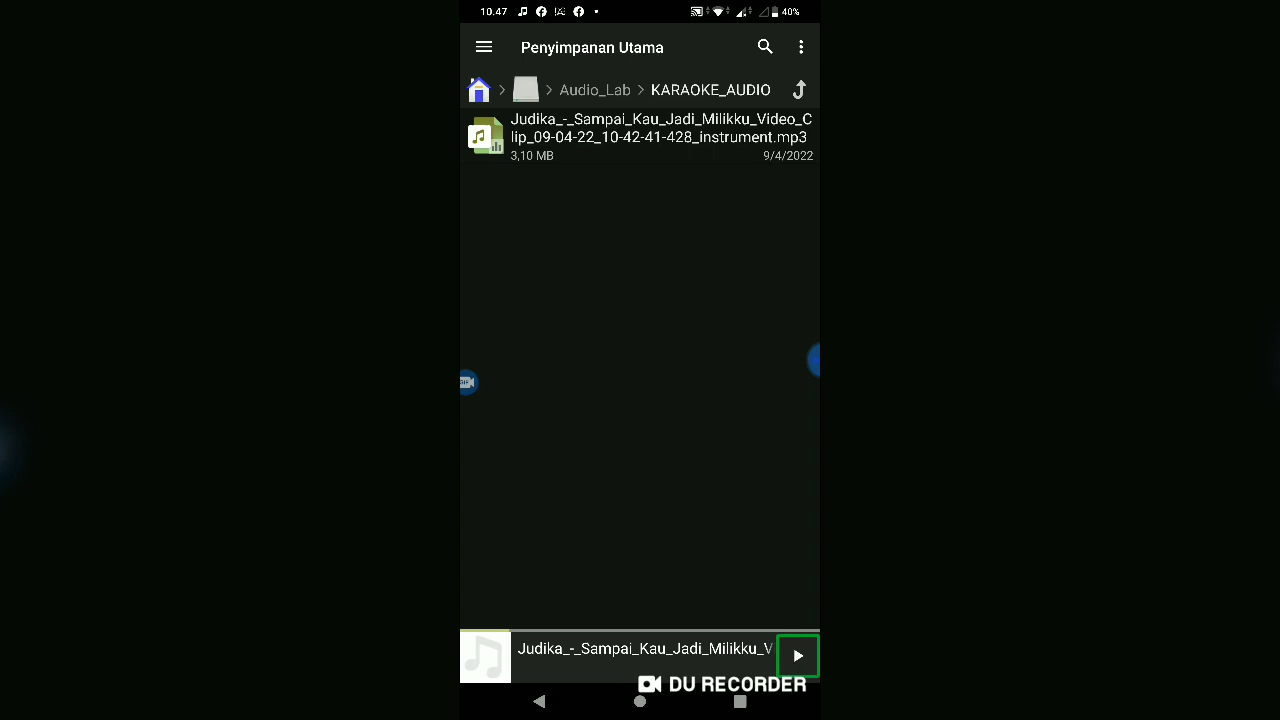 10.47 40%
Penyimpanan Utama
Audio_Lab KARAOKE_AUDIO
Judika_-_Sampai_Kau_Jadi_Milikku_Video_C
lip_09-04-22_10-42-41-428_instrument.mp3
3,10 MB 9/4/2022
GIF
Judika_-_Sampai_Kau_Jadi_Milikku_V
DU RECORDER